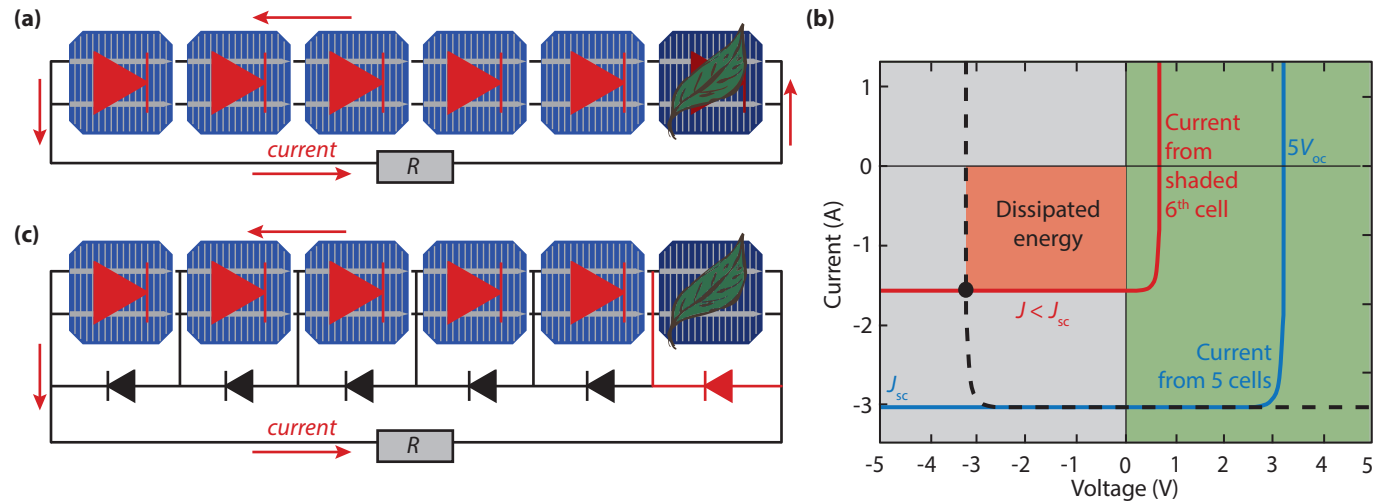 (a)
current
R
(c)
current
R
(b)
Current (A)
1
0
-1
-2
-3
Current
from
shaded
6th cell
5Voc
Dissipated
energy
J < Jsc
Current
from 5 cells
Jsc
-5
-4
-3
-2
-1
0
1
2
3
4
5
Voltage (V)